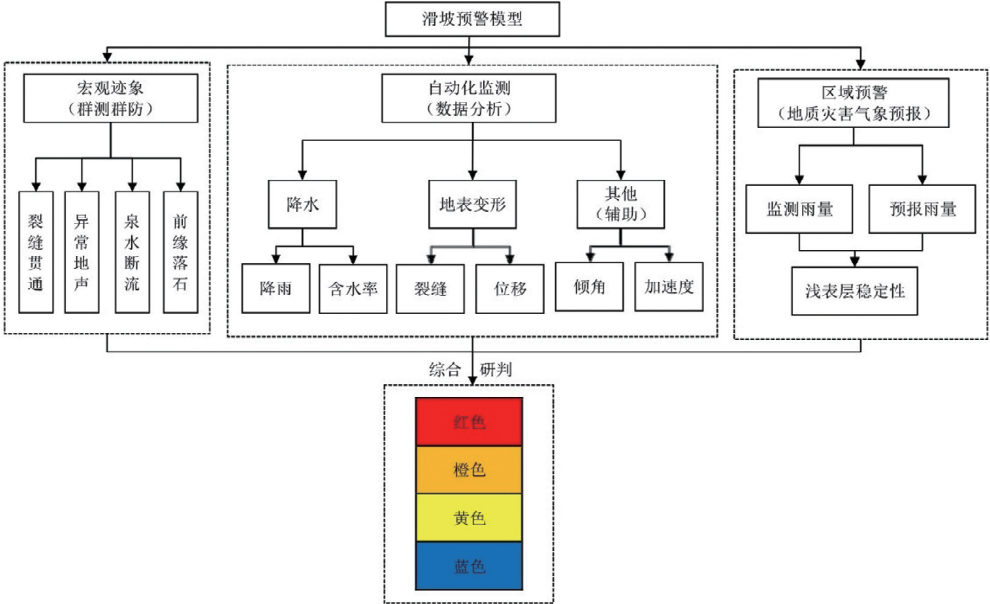 滑坡预警模型
宏观迹象
（群测群防）
裂缝贯通
异常地声
泉水断流
前缘落石
自动化监测
（数据分析）
降水
地表变形
其他
（辅助）
降雨
含水率
裂缝
位移
倾角
加速度
区域预警
（地质灾害气象预报）
监测雨量
预报雨量
浅表层稳定性
综合 研判
红色
橙色
黄色
蓝色